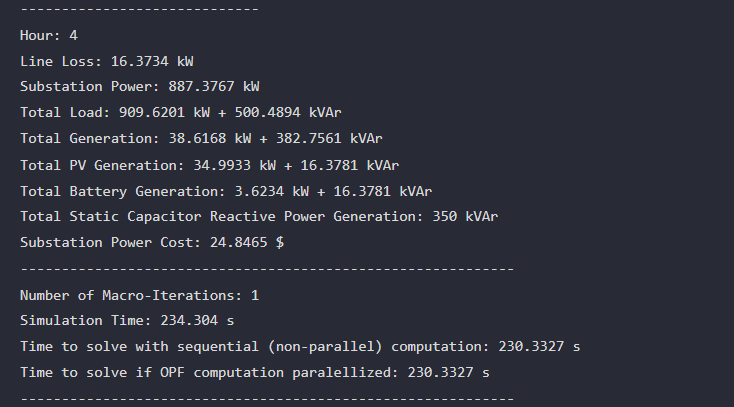 -----------------------------
Hour: 4
Line Loss: 16.3734 kW
Substation Power: 887.3767 kW
Total Load: 909.6201 kW + 500.4894 kVAr
Total Generation: 38.6168 kW + 382.7561 kVAr
Total PV Generation: 34.9933 kW + 16.3781 kVAr
Total Battery Generation: 3.6234 kW + 16.3781 kVAr
Total Static Capacitor Reactive Power Generation: 350 kVAr
Substation Power Cost: 24.8465 $
------------------------------------------------------------
Number of Macro-Iterations: 1
Simulation Time: 234.304 s
Time to solve with sequential (non-parallel) computation: 230.3327 s
Time to solve if OPF computation paralellized: 230.3327 s
------------------------------------------------------------